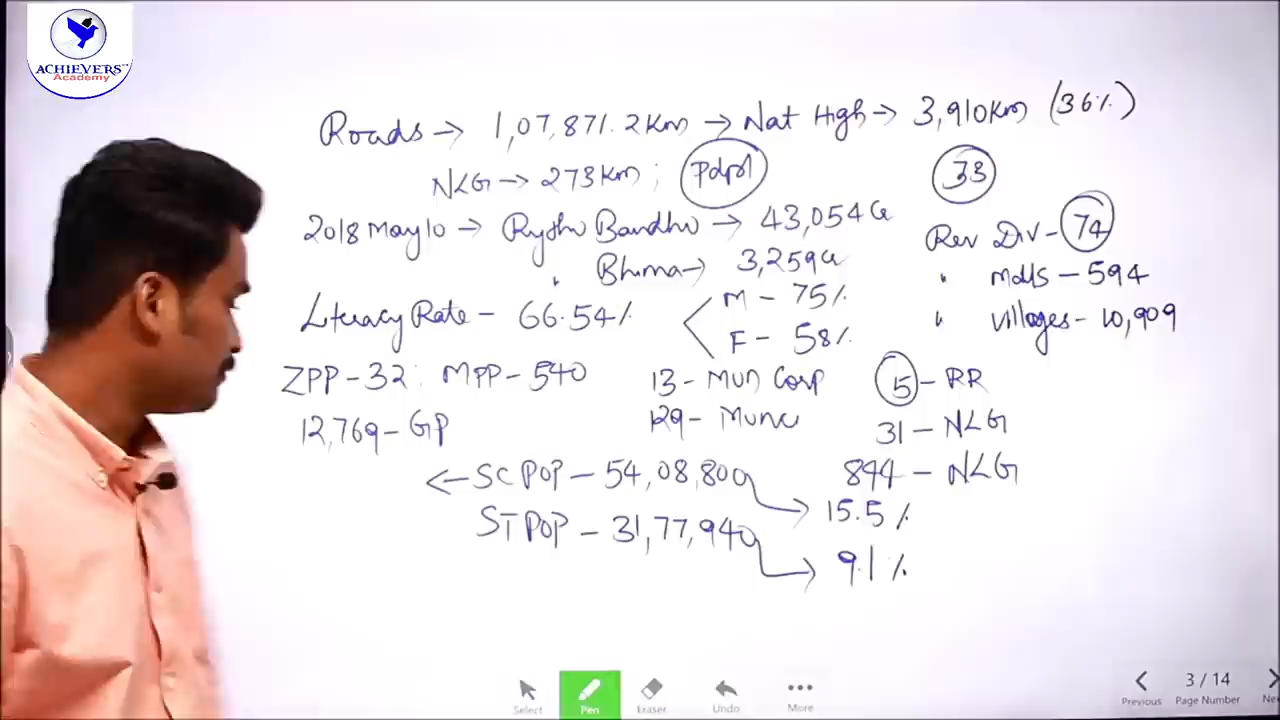 ACHIEVERS
Academy
Roads → 1,07,871.2Km → Nat High → 3,910Km (36%)
NLG → 273Km ; Pdpl 33
2018 May 10 → Rythu Bandhu → 43,054 Cr
" Bhima → 3,259 Cr
Rev Div - 74
" mdls - 594
" Villages - 10,909
Literacy Rate - 66.54%
M - 75%
F - 58%
ZPP - 32 ; MPP - 540
12,769 - GP
13 - Mun Corp
129 - Munc
5 - RR
31 - NLG
844 - NLG
← SC POP - 54,08,800 → 15.5%
ST POP - 31,77,940 → 9.1%
Select
Pen
Eraser
Undo
More
Previous
3 / 14
Page Number